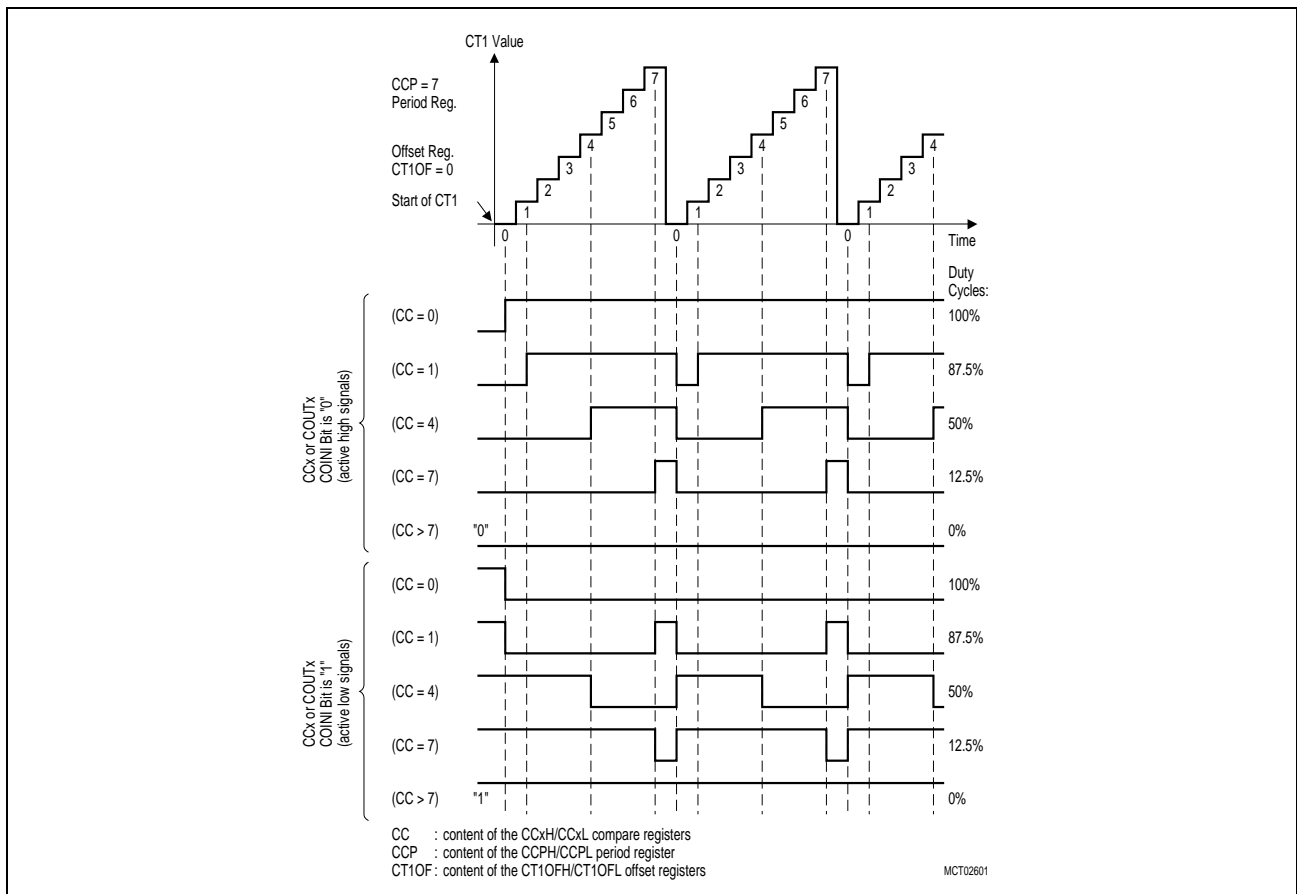 CT1 Value
CCP = 7
Period Reg.
Offset Reg.
CT1OF = 0
Start of CT1
0
1
2
3
4
5
6
7
0
1
2
3
4
5
6
7
0
1
2
3
4
Time
Duty
Cycles:
CCx or COUTx
COINI Bit is "0"
(active high signals)
(CC = 0)
100%
(CC = 1)
87.5%
(CC = 4)
50%
(CC = 7)
12.5%
(CC > 7) "0"
0%
CCx or COUTx
COINI Bit is "1"
(active low signals)
(CC = 0)
100%
(CC = 1)
87.5%
(CC = 4)
50%
(CC = 7)
12.5%
(CC > 7) "1"
0%
CC : content of the CCxH/CCxL compare registers
CCP : content of the CCPH/CCPL period register
CT1OF : content of the CT1OFH/CT1OFL offset registers
MCT02601